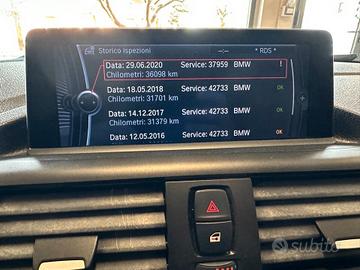 Storico ispezioni --:-- * RDS *
Data: 29.06.2020 Service: 37959 BMW !
Chilometri: 36098 km
Data: 18.05.2018 Service: 42733 BMW OK
Chilometri: 31701 km
Data: 14.12.2017 Service: 42733 BMW OK
Chilometri: 31379 km
Data: 12.05.2016 Service: 42733 BMW OK
subito